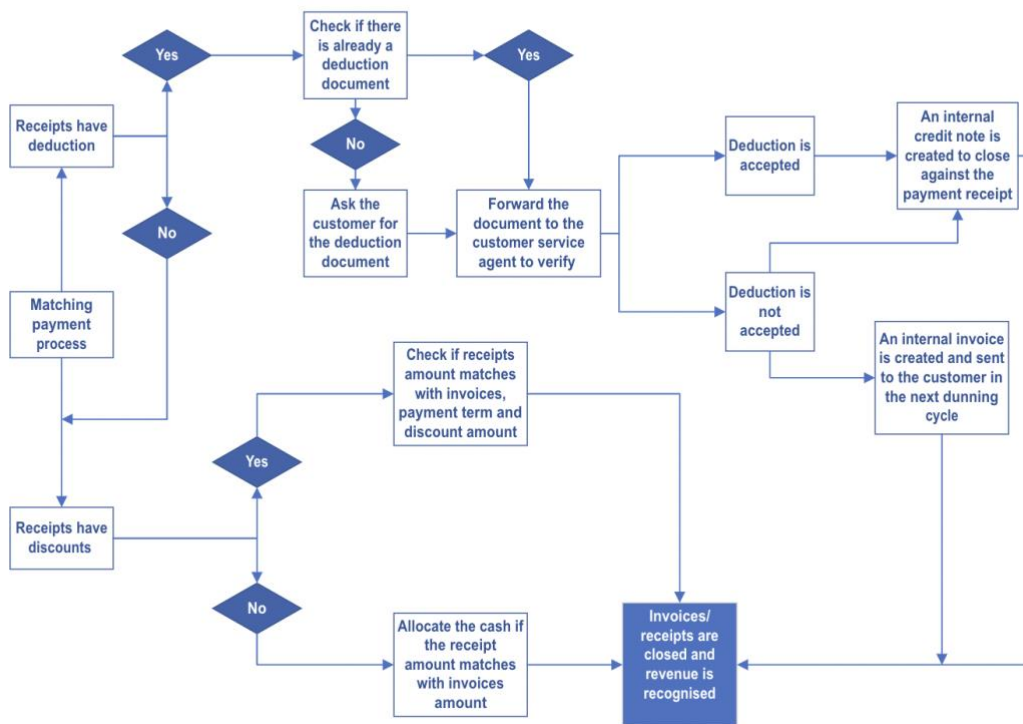 Yes
Check if there
is already a
deduction
document
Yes
Receipts have
deduction
No
Deduction is
accepted
An internal
credit note is
created to close
against the
payment receipt
No
Ask the
customer for
the deduction
document
Forward the
document to the
customer service
agent to verify
Matching
payment
process
Deduction is
not
accepted
An internal invoice
is created and sent
to the customer in
the next dunning
cycle
Check if receipts
amount matches
with invoices,
payment term and
discount amount
Yes
Receipts have
discounts
No
Allocate the cash if
the receipt
amount matches
with invoices
amount
Invoices/
receipts are
closed and
revenue is
recognised